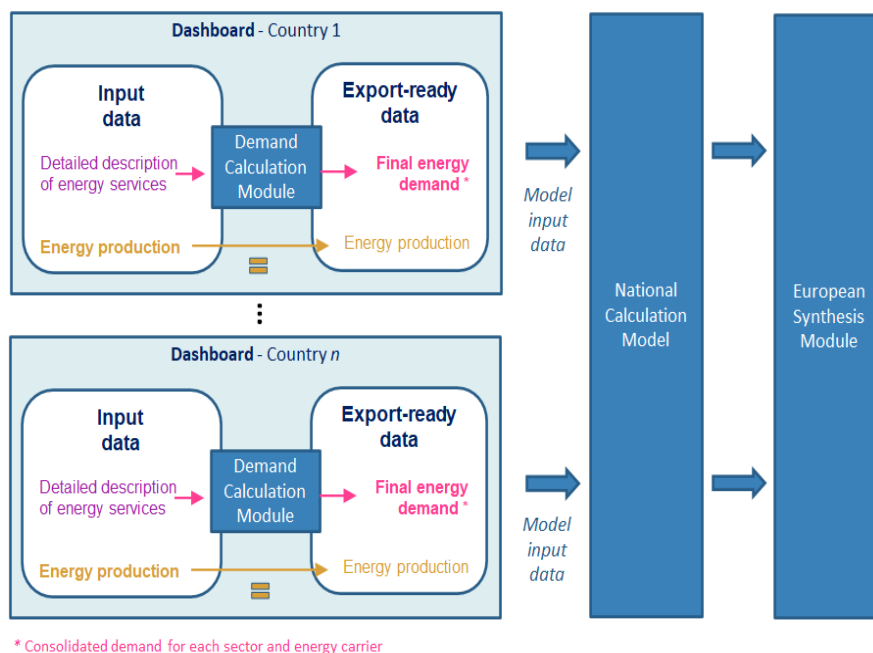 Dashboard - Country 1
Input
data
Export-ready
data
Detailed description
of energy services
Demand
Calculation
Module
Final energy
demand *
Energy production
=
Energy production
Model
input
data
⋮
Dashboard - Country n
Input
data
Export-ready
data
Detailed description
of energy services
Demand
Calculation
Module
Final energy
demand *
Energy production
=
Energy production
Model
input
data
National
Calculation
Model
European
Synthesis
Module
* Consolidated demand for each sector and energy carrier